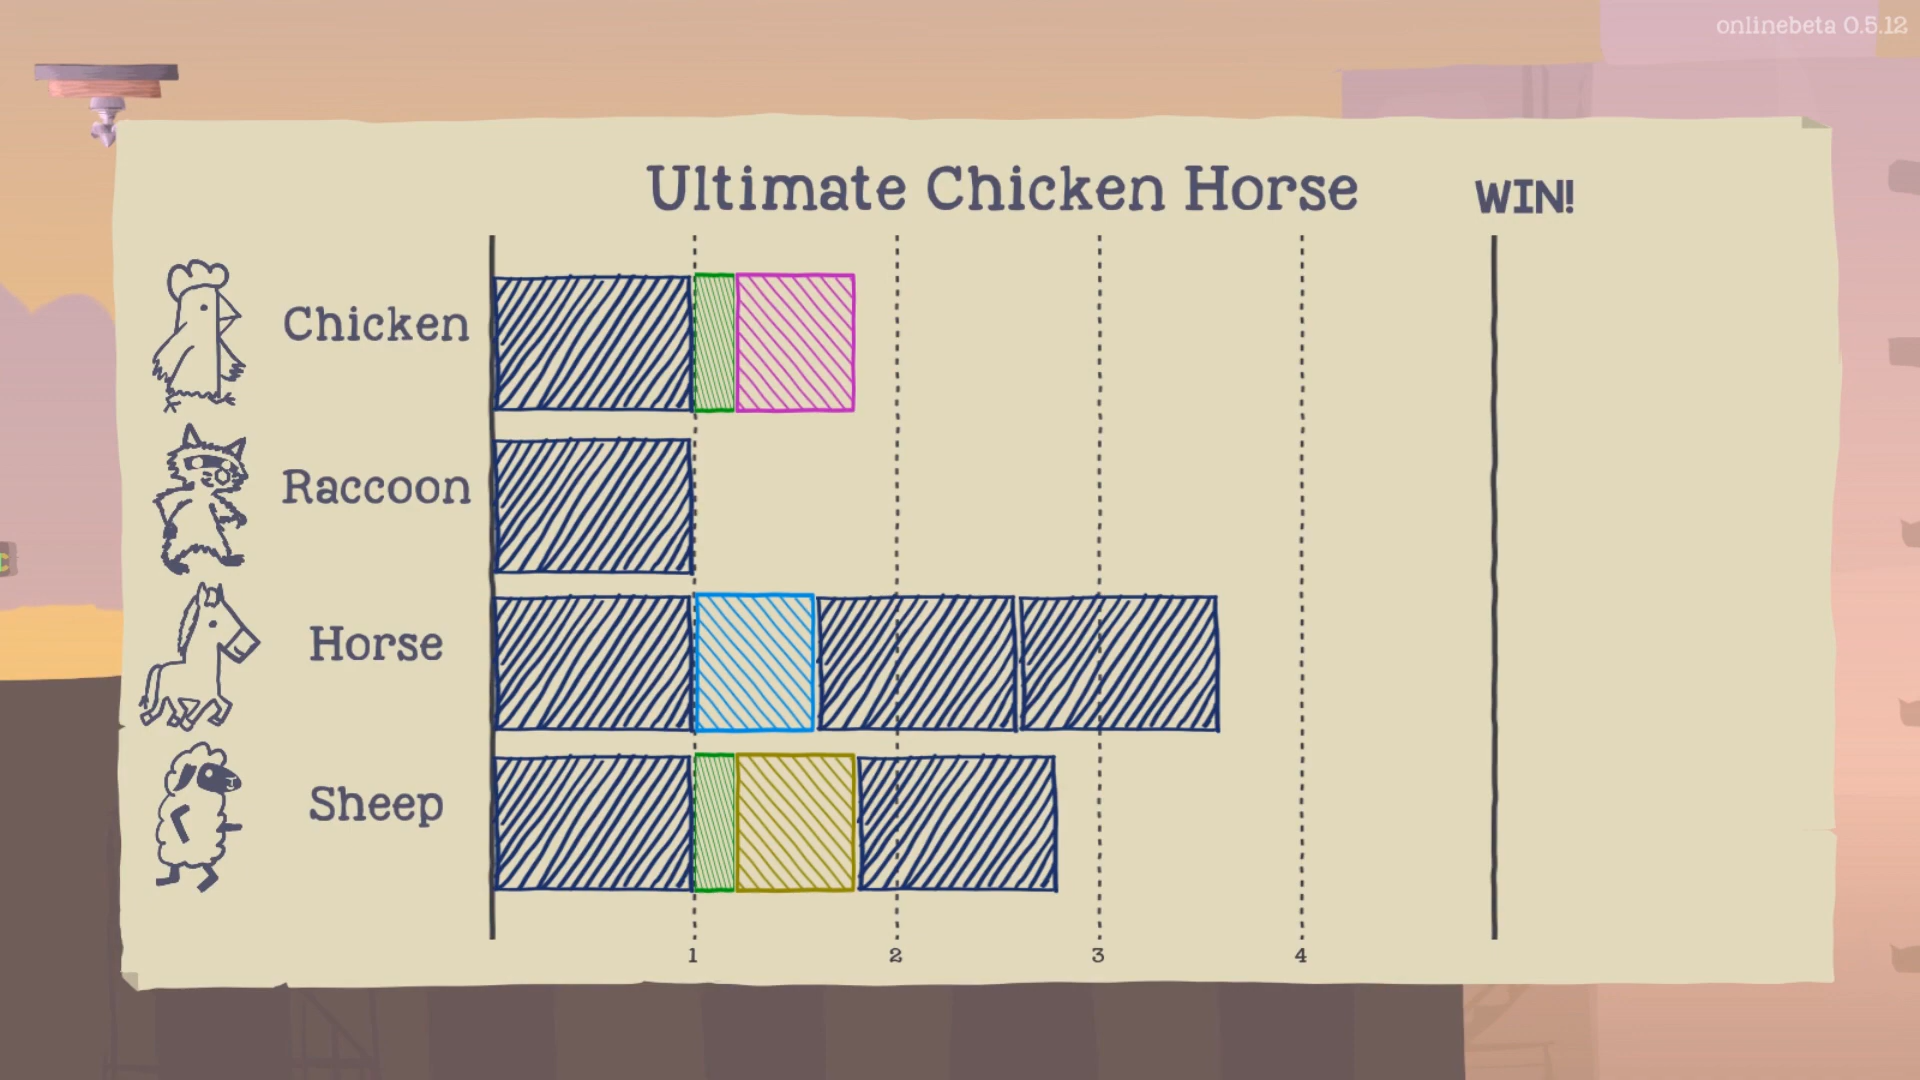 onlinebeta 0.5.12
Ultimate Chicken Horse
WIN!
Chicken
Raccoon
Horse
Sheep
1 2 3 4